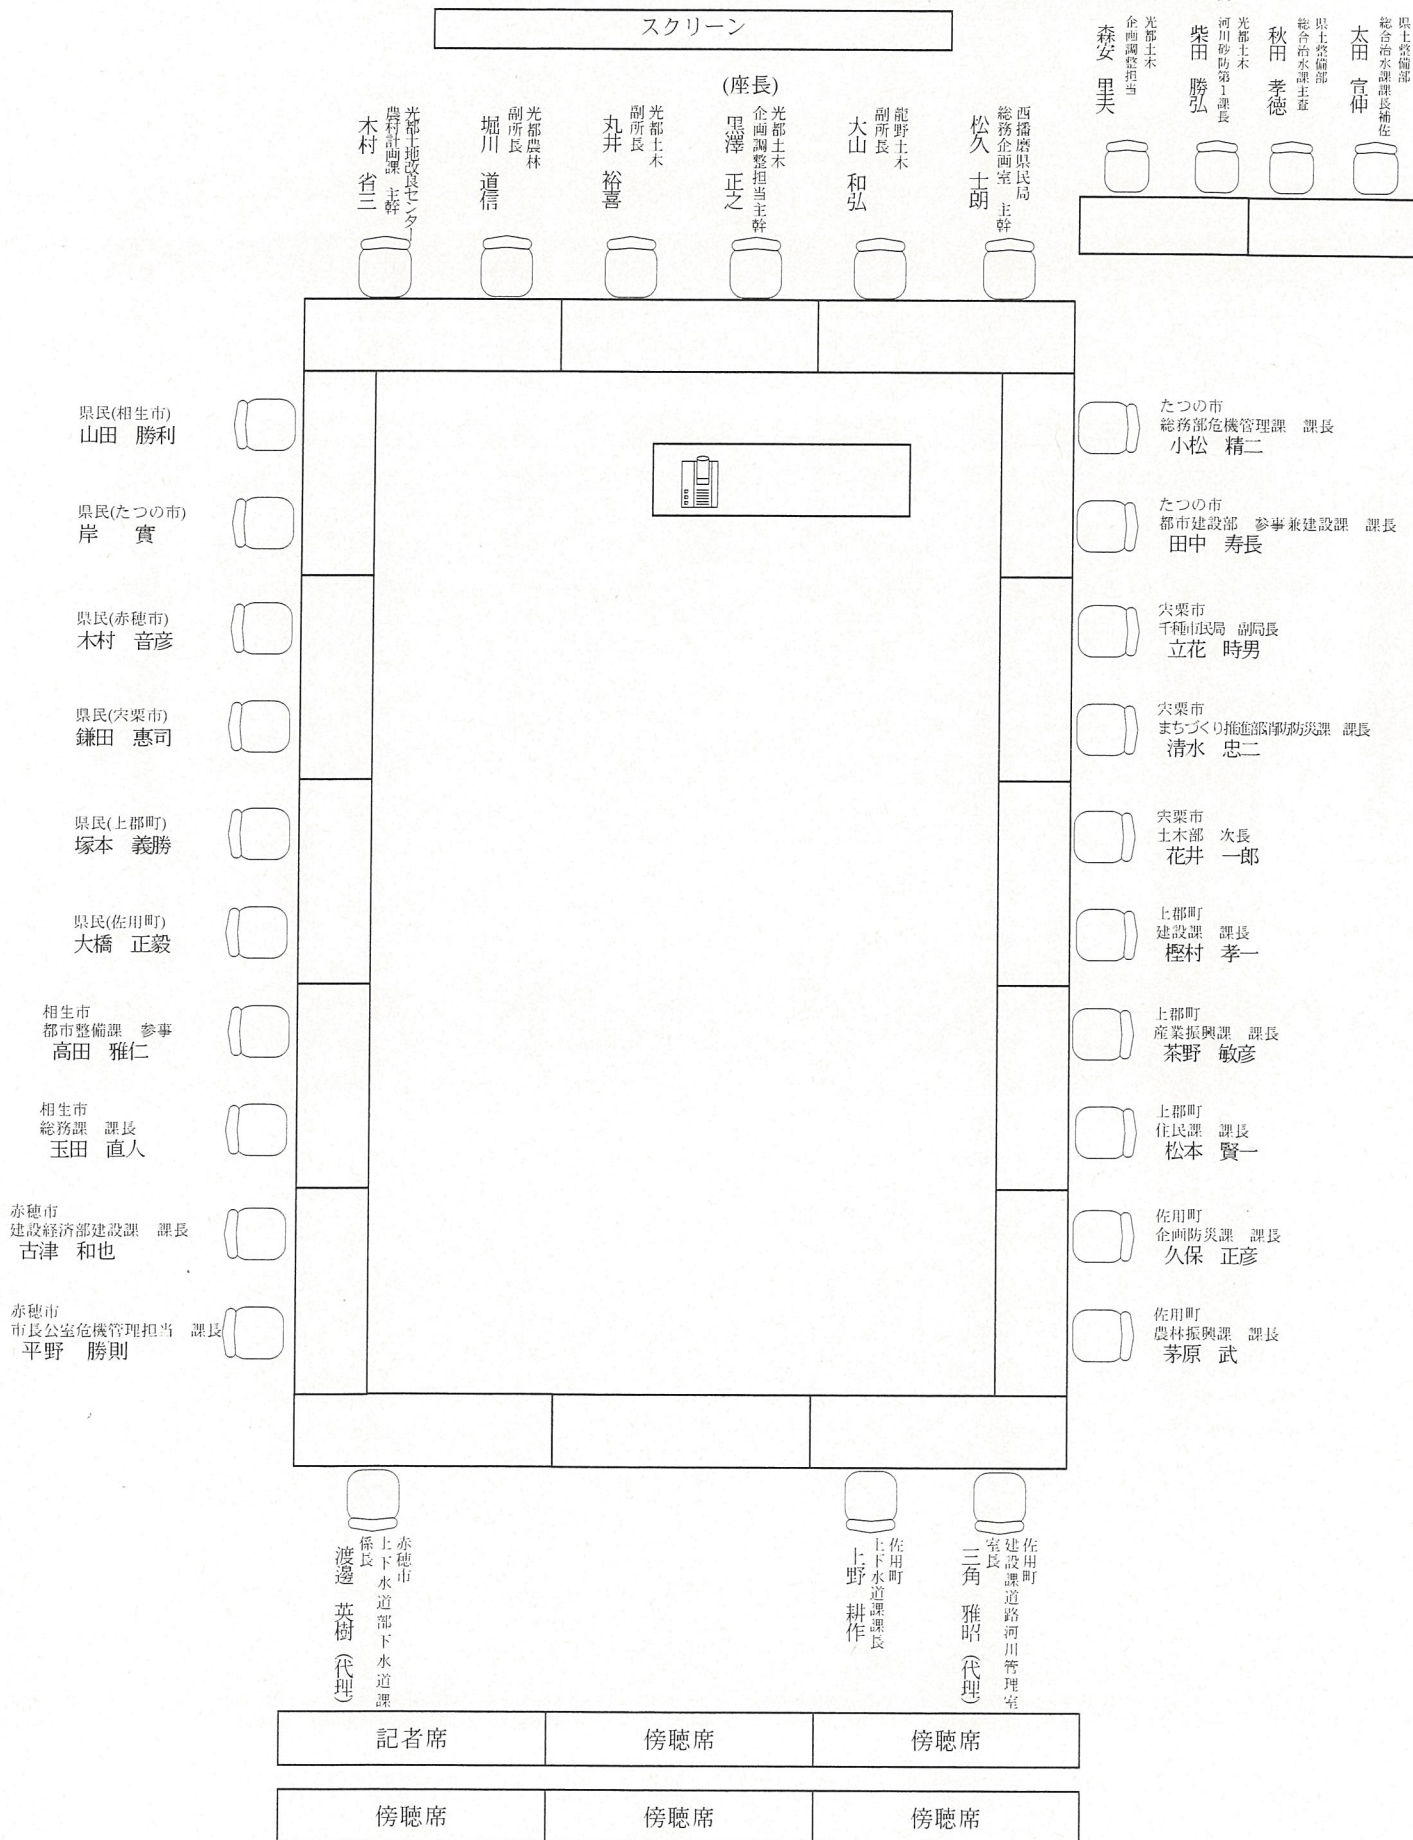 スクリーン
(座長)
光都土地改良センター
農村計画課 主幹
木村 省三
光都農林
副所長
堀川 道信
光都土木
副所長
丸井 裕喜
光都土木
企画調整担当主幹
黒澤 正之
龍野土木
副所長
大山 和弘
西播磨県民局
総務企画室 主幹
松久 士朗
光都土木
企画調整担当
森安 里夫
光都土木
河川砂防第1課長
柴田 勝弘
県土整備部
総合治水課主査
秋田 孝徳
県土整備部
総合治水課課長補佐
太田 宣伸
県民(相生市)
山田 勝利
県民(たつの市)
岸 實
県民(赤穂市)
木村 音彦
県民(宍粟市)
鎌田 惠司
県民(上郡町)
塚本 義勝
県民(佐用町)
大橋 正毅
相生市
都市整備課 参事
高田 雅仁
相生市
総務課 課長
玉田 直人
赤穂市
建設経済部建設課 課長
古津 和也
赤穂市
市長公室危機管理担当 課長
平野 勝則
たつの市
総務部危機管理課 課長
小松 精二
たつの市
都市建設部 参事兼建設課 課長
田中 寿長
宍粟市
千種市民局 副局長
立花 時男
宍粟市
まちづくり推進部消防防災課 課長
清水 忠二
宍粟市
土木部 次長
花井 一郎
上郡町
建設課 課長
樫村 孝一
上郡町
産業振興課 課長
茶野 敏彦
上郡町
住民課 課長
松本 賢一
佐用町
企画防災課 課長
久保 正彦
佐用町
農林振興課 課長
茅原 武
赤穂市
上下水道部下水道課
係長
渡邊 英樹 (代理)
佐用町
上下水道課課長
上野 耕作
佐用町
建設課道路河川管理室
室長
三角 雅昭 (代理)
記者席 傍聴席 傍聴席
傍聴席 傍聴席 傍聴席